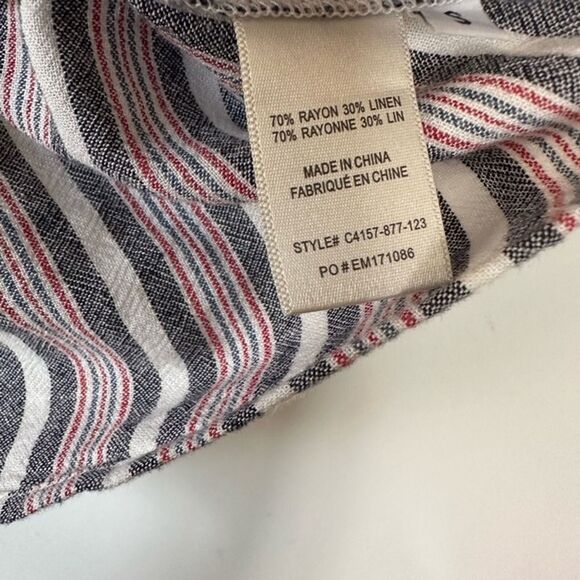 70% RAYON 30% LINEN
70% RAYONNE 30% LIN
MADE IN CHINA
FABRIQUÉ EN CHINE
STYLE# C4157-877-123
PO # EM171086